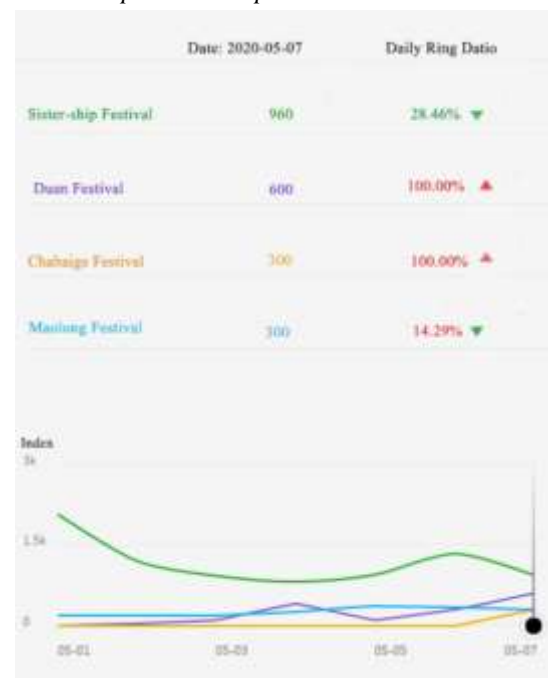 Date: 2020-05-07 Daily Ring Datio
Sister-ship Festival 960 28.46%
Duan Festival 600 100.00%
Chabaige Festival 300 100.00%
Maolong Festival 300 14.29%
Index
3k
1.5k
0
05-01 05-03 05-05 05-07